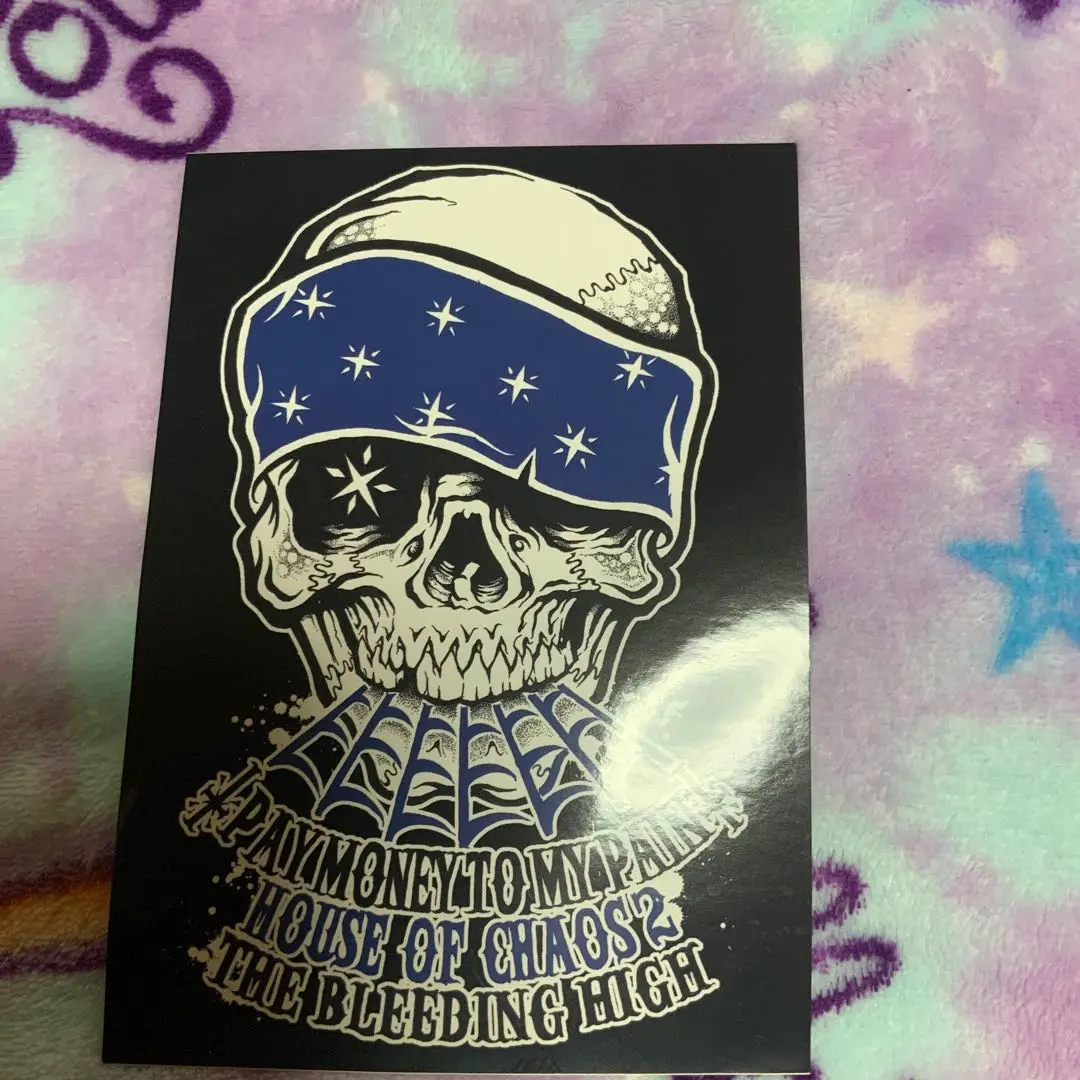 PAY MONEY TO MY PAIN
HOUSE OF CHAOS 2
THE BLEEDING HIGH